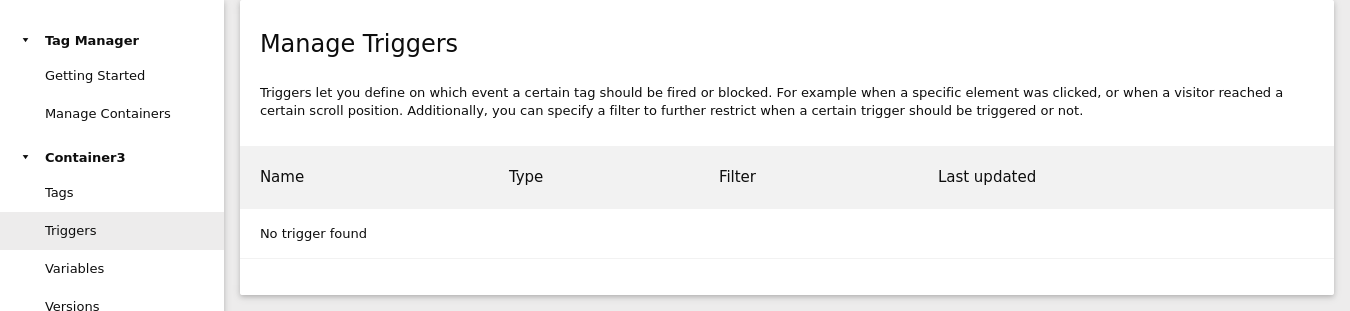 Tag Manager
Getting Started
Manage Containers
Container3
Tags
Triggers
Variables
Versions
Manage Triggers
Triggers let you define on which event a certain tag should be fired or blocked. For example when a specific element was clicked, or when a visitor reached a
certain scroll position. Additionally, you can specify a filter to further restrict when a certain trigger should be triggered or not.
Name Type Filter Last updated
No trigger found